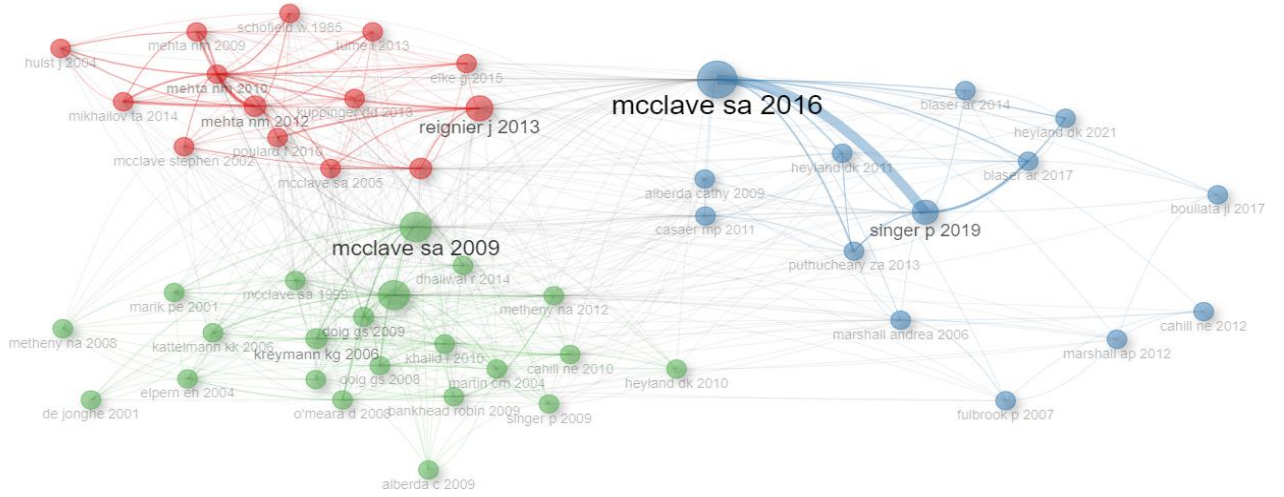 schofield w 1985
mehta nm 2009
hulst j 2004
elke g 2015
mehta nm 2010
kuppinger dd 2013
mikhailov ta 2014
mehta nm 2012
reignier j 2013
mcclave stephen 2002
mcclave sa 2005
mcclave sa 2016
blaser ar 2014
heyland dk 2021
heyland dk 2011
blaser ar 2017
alberda cathy 2009
boullata ji 2017
casaer mp 2011
singer p 2019
mcclave sa 2009
puthucheary za 2013
dhaliwal r 2014
mcclave sa 1999
marik pe 2001
metheny na 2012
marshall andrea 2006
cahill ne 2012
doig gs 2009
metheny na 2008
kattelmann kk 2006
kreymann kg 2006
khalid i 2010
cahill ne 2010
marshall ap 2012
doig gs 2008
martin cm 2004
heyland dk 2010
elpern eh 2004
de jonghe 2001
o'meara d 2008
bankhead robin 2009
singer p 2009
fulbrook p 2007
alberda c 2009